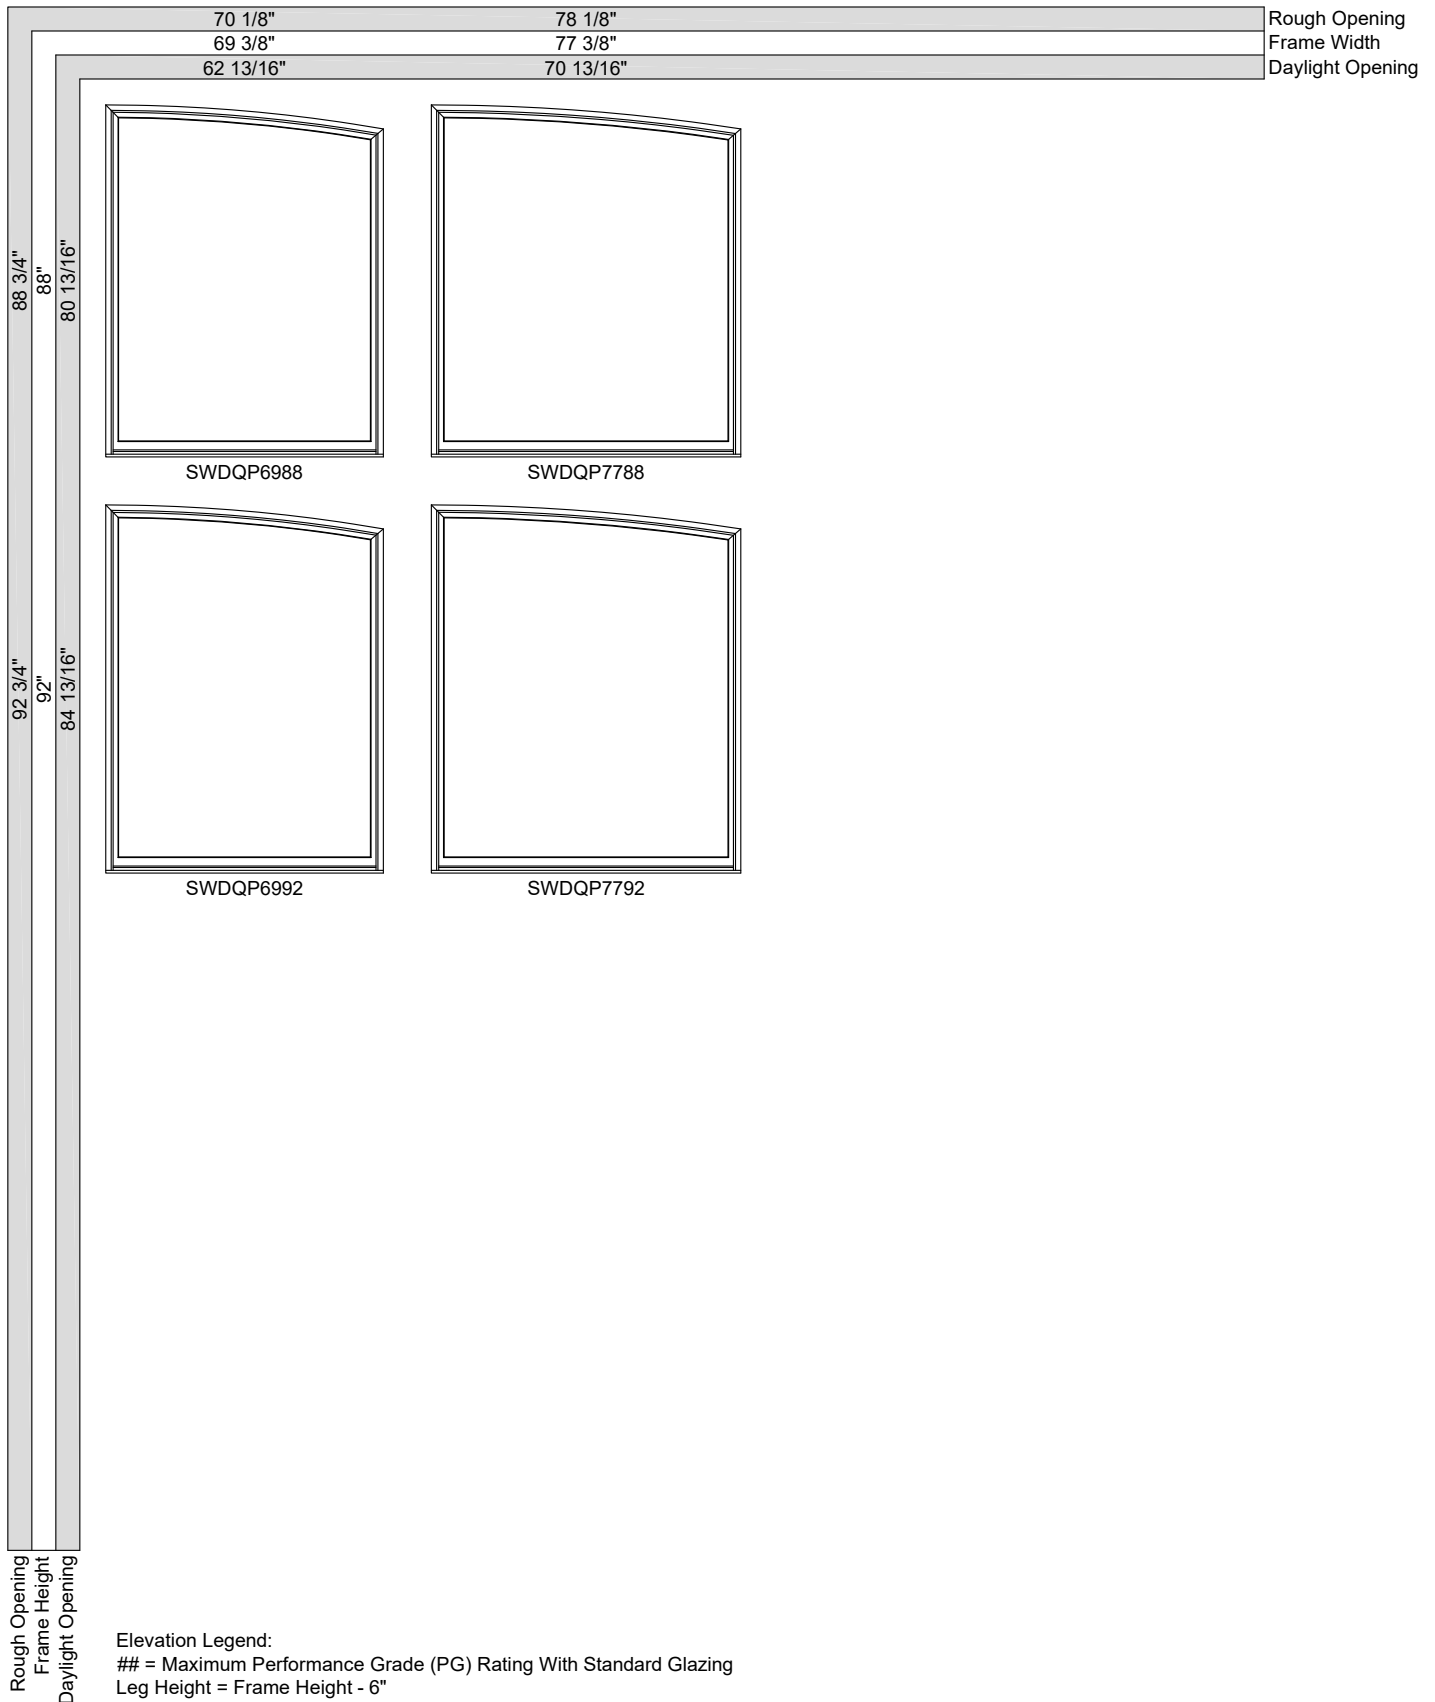 70 1/8" 78 1/8" Rough Opening
69 3/8" 77 3/8" Frame Width
62 13/16" 70 13/16" Daylight Opening
88 3/4"
88"
80 13/16"
SWDQP6988 SWDQP7788
92 3/4"
92"
84 13/16"
SWDQP6992 SWDQP7792
Rough Opening
Frame Height
Daylight Opening
Elevation Legend:
## = Maximum Performance Grade (PG) Rating With Standard Glazing
Leg Height = Frame Height - 6"